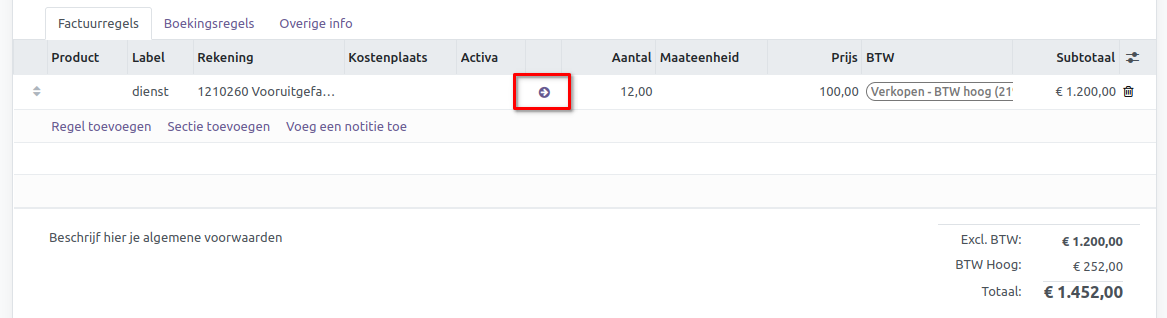 Factuurregels Boekingsregels Overige info
Product Label Rekening Kostenplaats Activa Aantal Maateenheid Prijs BTW Subtotaal
dienst 1210260 Vooruitgefa... 12,00 100,00 Verkopen - BTW hoog (21 € 1.200,00
Regel toevoegen Sectie toevoegen Voeg een notitie toe
Beschrijf hier je algemene voorwaarden
Excl. BTW: € 1.200,00
BTW Hoog: € 252,00
Totaal: € 1.452,00